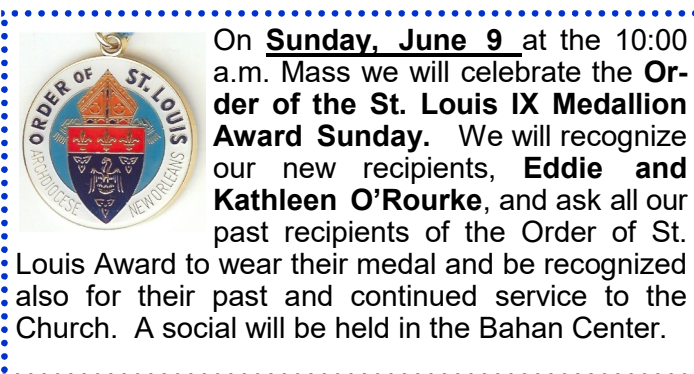 ORDER OF ST. LOUIS
ARCHDIOCESE NEW ORLEANS
On Sunday, June 9 at the 10:00
a.m. Mass we will celebrate the Or-
der of the St. Louis IX Medallion
Award Sunday. We will recognize
our new recipients, Eddie and
Kathleen O’Rourke, and ask all our
past recipients of the Order of St.
Louis Award to wear their medal and be recognized
also for their past and continued service to the
Church. A social will be held in the Bahan Center.